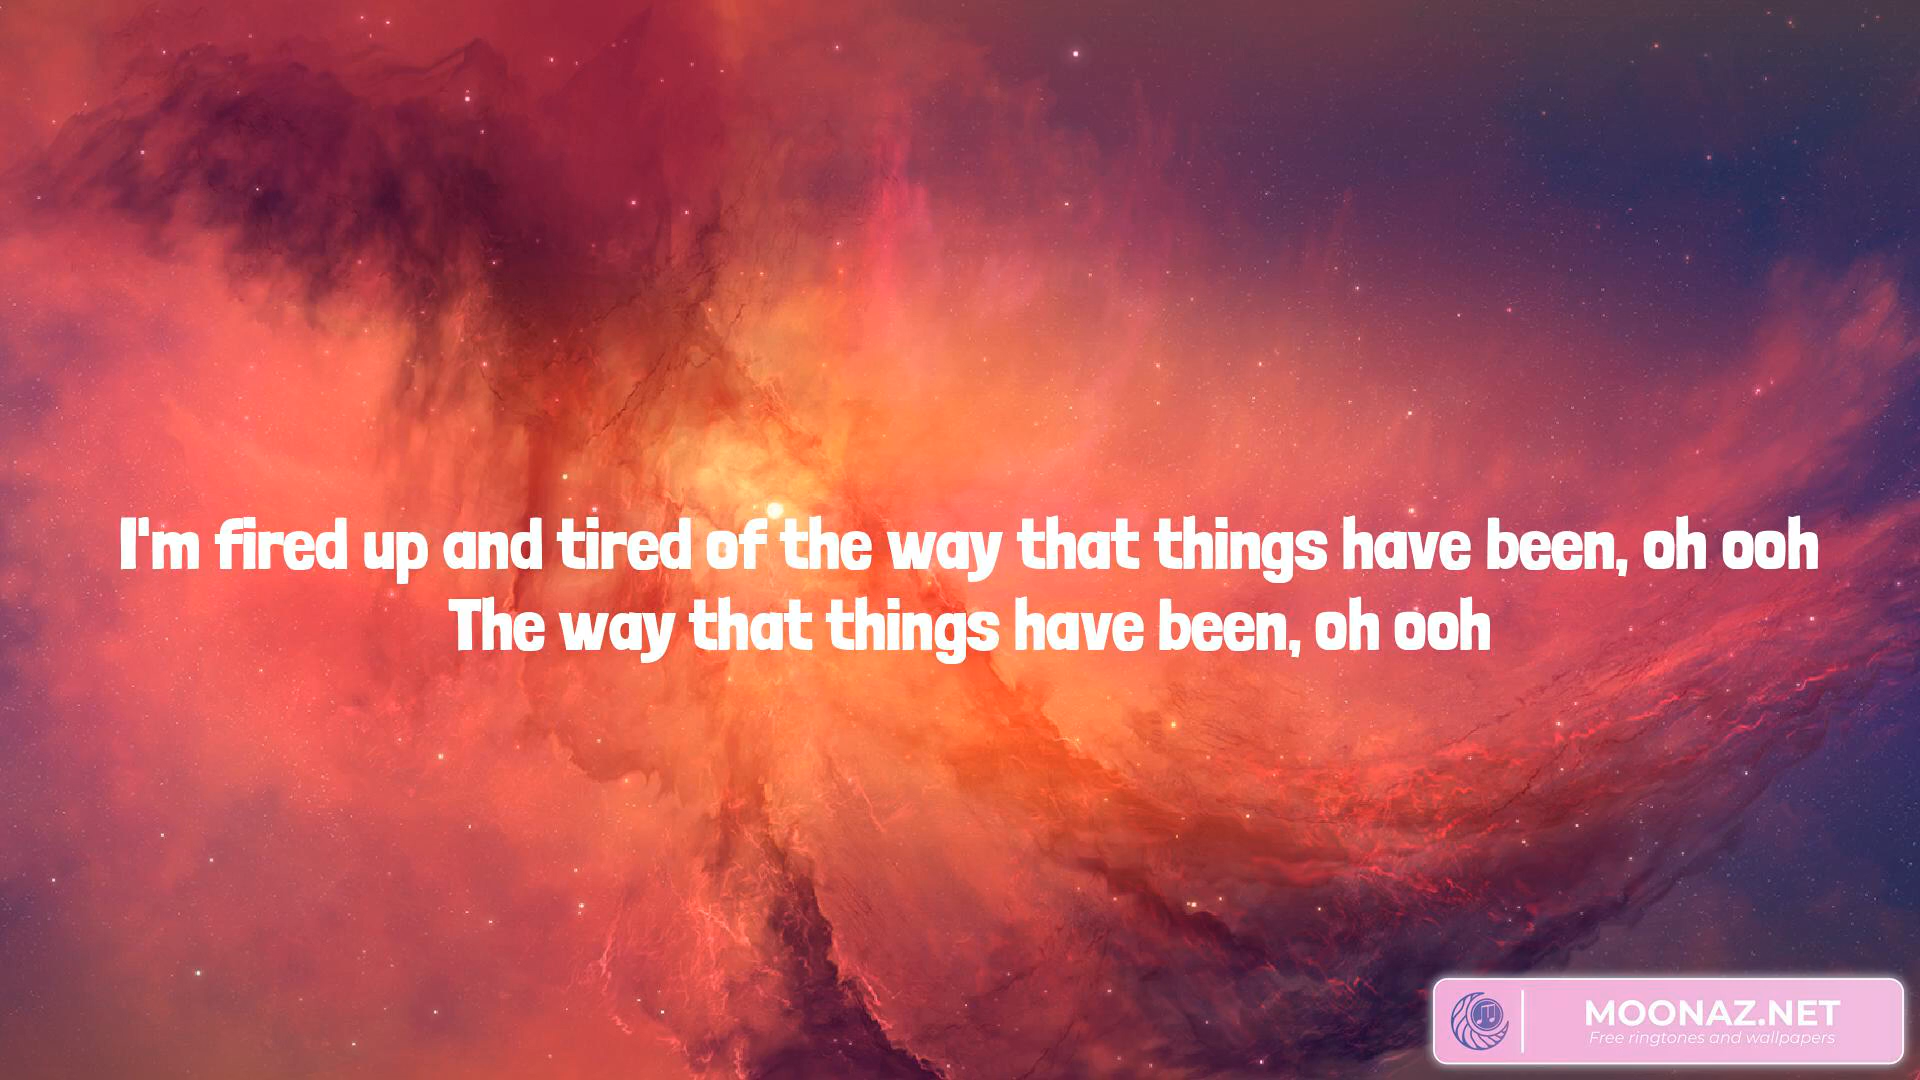 I'm fired up and tired of the way that things have been, oh ooh
The way that things have been, oh ooh
MOONAZ.NET
Free ringtones and wallpapers